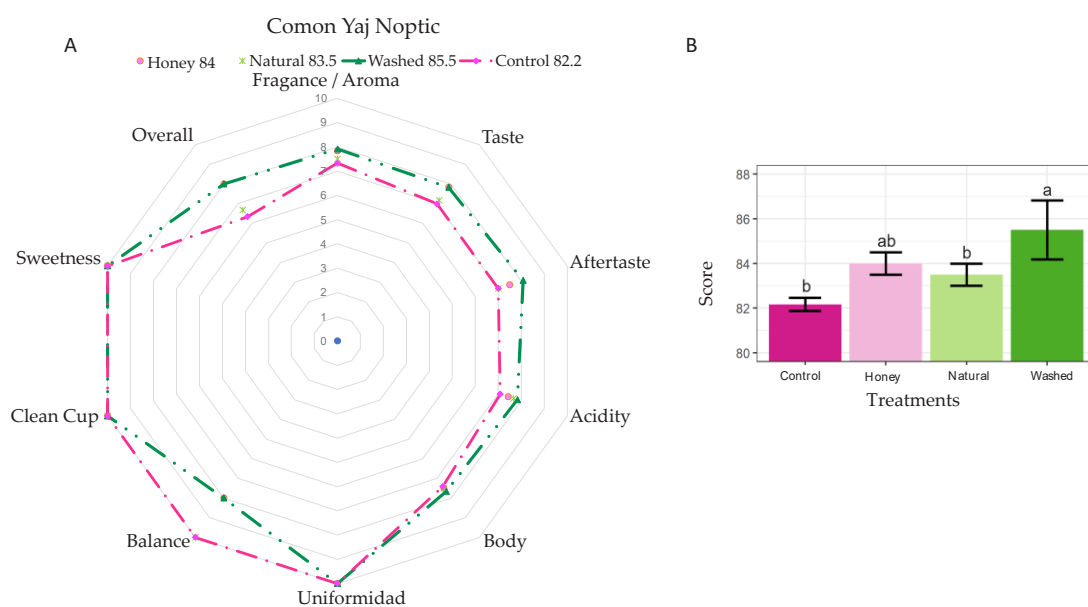 A
Comon Yaj Noptic
Honey 84 Natural 83.5 Washed 85.5 Control 82.2
Fragance / Aroma
Taste
Aftertaste
Acidity
Body
Uniformidad
Balance
Clean Cup
Sweetness
Overall
10
9
8
7
6
5
4
3
2
1
0
B
Score
88
86
84
82
80
b
ab
b
a
Control Honey Natural Washed
Treatments